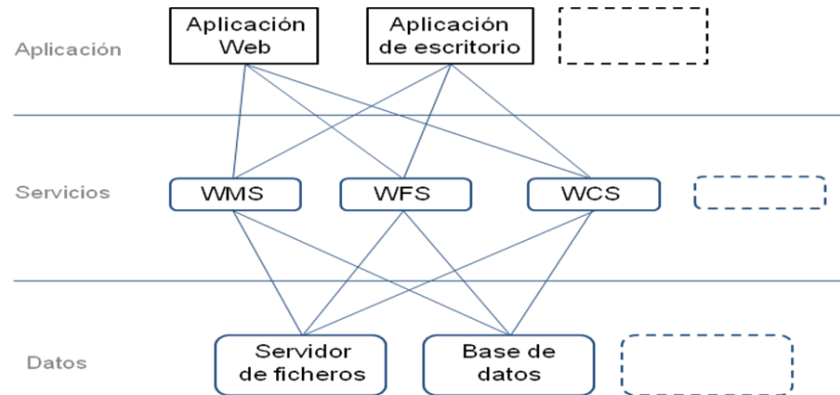 Aplicación
Aplicación
Web
Aplicación
de escritorio
Servicios
WMS
WFS
WCS
Datos
Servidor
de ficheros
Base de
datos